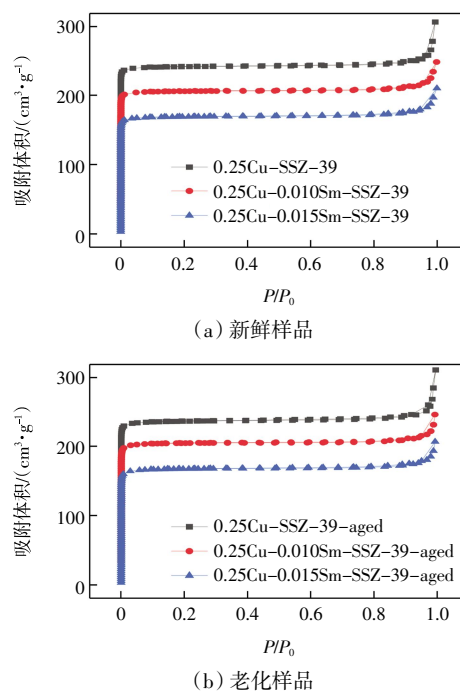 300
200
100
0
吸附体积/(cm³•g⁻¹)
0.25Cu-SSZ-39
0.25Cu-0.010Sm-SSZ-39
0.25Cu-0.015Sm-SSZ-39
0 0.2 0.4 0.6 0.8 1.0
P/P₀
(a) 新鲜样品
300
200
100
0
吸附体积/(cm³•g⁻¹)
0.25Cu-SSZ-39-aged
0.25Cu-0.010Sm-SSZ-39-aged
0.25Cu-0.015Sm-SSZ-39-aged
0 0.2 0.4 0.6 0.8 1.0
P/P₀
(b) 老化样品